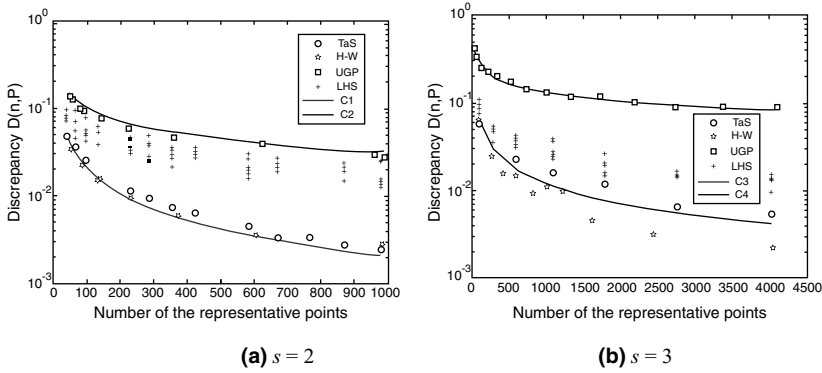 10^0
10^-1
10^-2
10^-3
Discrepancy D(n,P)
0 100 200 300 400 500 600 700 800 900 1000
Number of the representative points
TaS
H-W
UGP
LHS
C1
C2
(a) s = 2
10^0
10^-1
10^-2
10^-3
Discrepancy D(n,P)
0 500 1000 1500 2000 2500 3000 3500 4000 4500
Number of the representative points
TaS
H-W
UGP
LHS
C3
C4
(b) s = 3